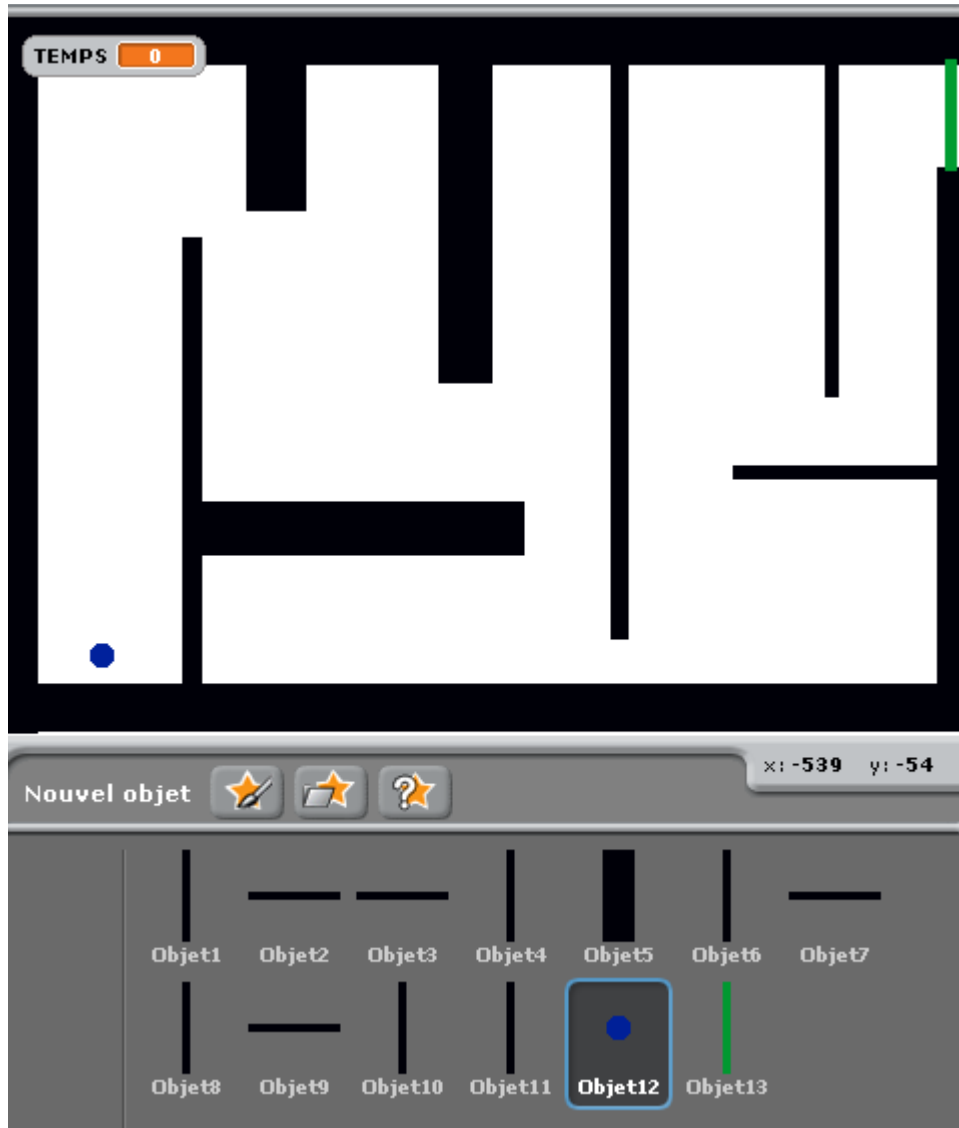 TEMPS 0
x: -539 y: -54
Nouvel objet
Objet1 Objet2 Objet3 Objet4 Objet5 Objet6 Objet7
Objet8 Objet9 Objet10 Objet11 Objet12 Objet13